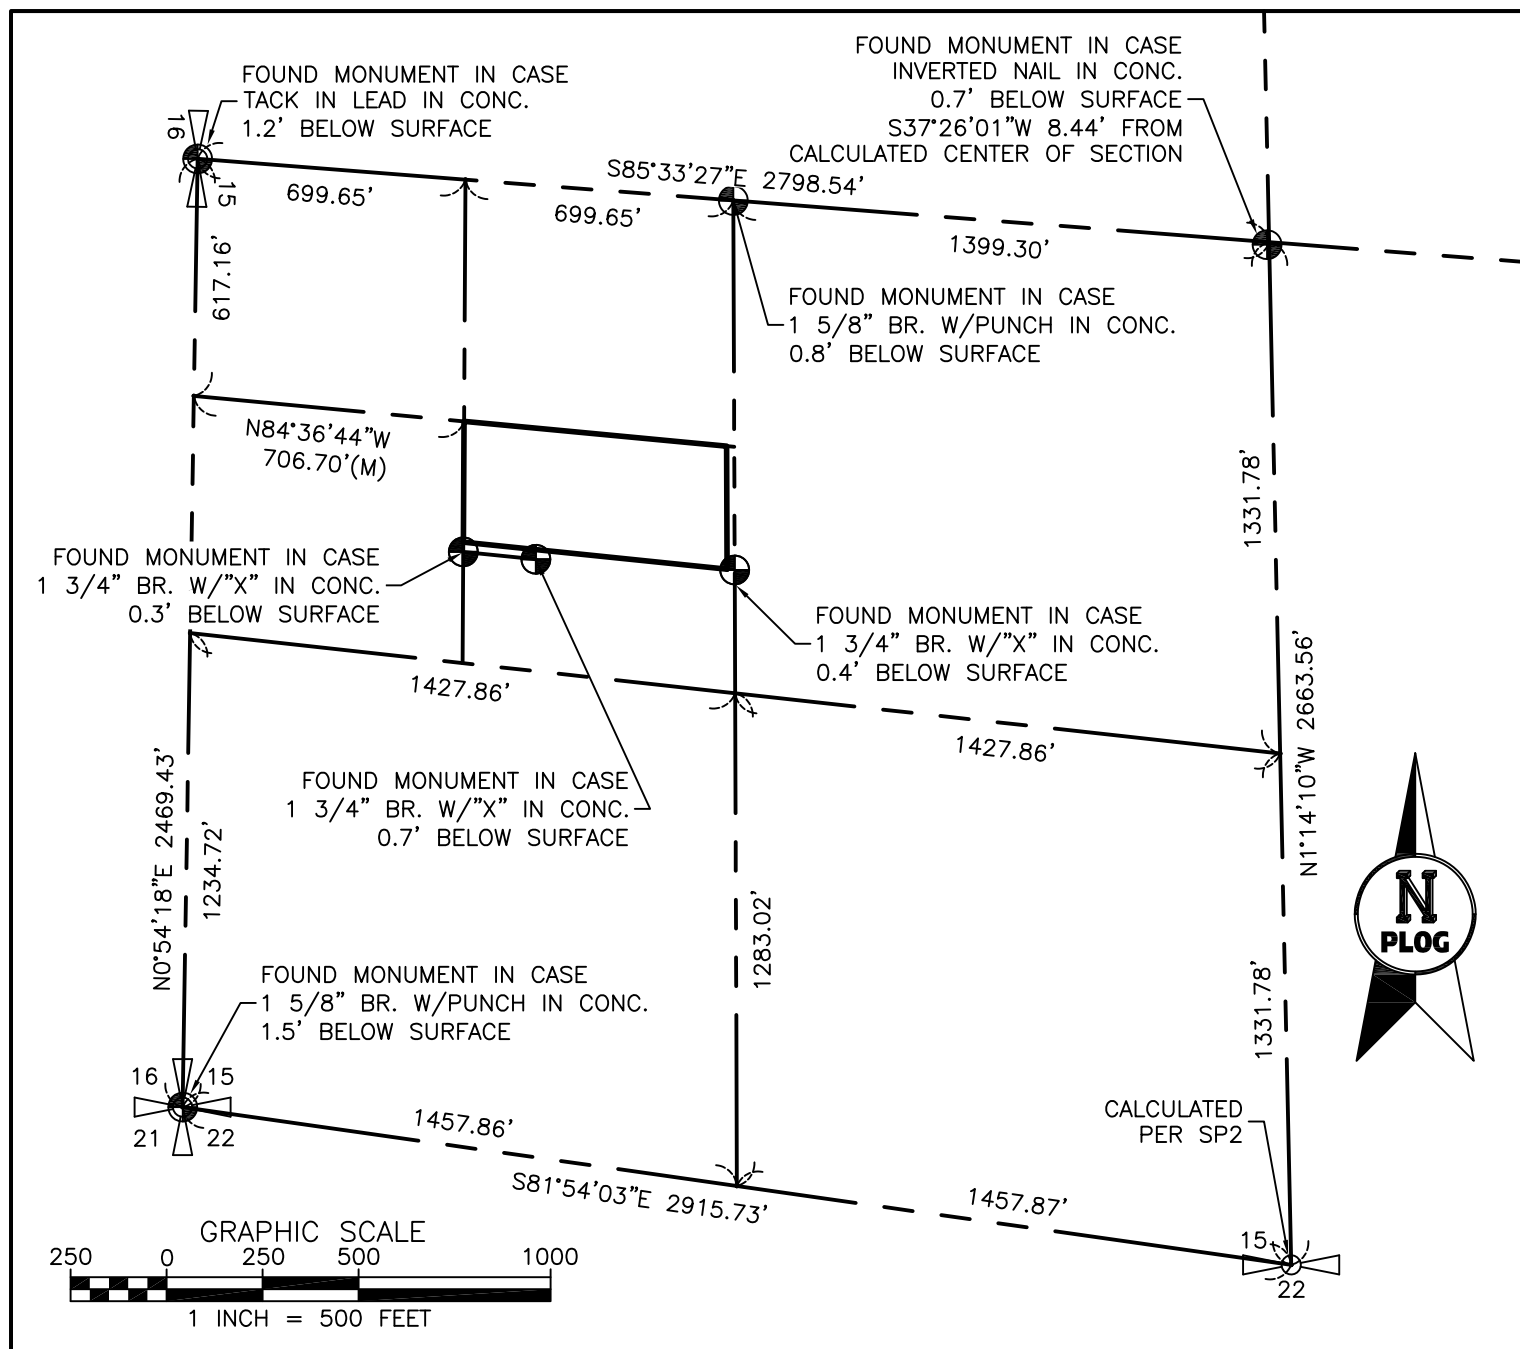 FOUND MONUMENT IN CASE
TACK IN LEAD IN CONC.
1.2' BELOW SURFACE
16
15
FOUND MONUMENT IN CASE
INVERTED NAIL IN CONC.
0.7' BELOW SURFACE
S37°26'01"W 8.44' FROM
CALCULATED CENTER OF SECTION
S85°33'27"E 2798.54'
699.65'
699.65'
1399.30'
617.16'
FOUND MONUMENT IN CASE
1 5/8" BR. W/PUNCH IN CONC.
0.8' BELOW SURFACE
N84°36'44"W
706.70'(M)
1331.78'
FOUND MONUMENT IN CASE
1 3/4" BR. W/"X" IN CONC.
0.3' BELOW SURFACE
FOUND MONUMENT IN CASE
1 3/4" BR. W/"X" IN CONC.
0.4' BELOW SURFACE
1427.86'
1427.86'
N1°14'10"W 2663.56'
FOUND MONUMENT IN CASE
1 3/4" BR. W/"X" IN CONC.
0.7' BELOW SURFACE
N0°54'18"E 2469.43'
1234.72'
1283.02'
N
PLOG
1331.78'
FOUND MONUMENT IN CASE
1 5/8" BR. W/PUNCH IN CONC.
1.5' BELOW SURFACE
16 15
21 22
1457.86'
S81°54'03"E 2915.73'
1457.87'
CALCULATED
PER SP2
15
22
GRAPHIC SCALE
250 0 250 500 1000
1 INCH = 500 FEET